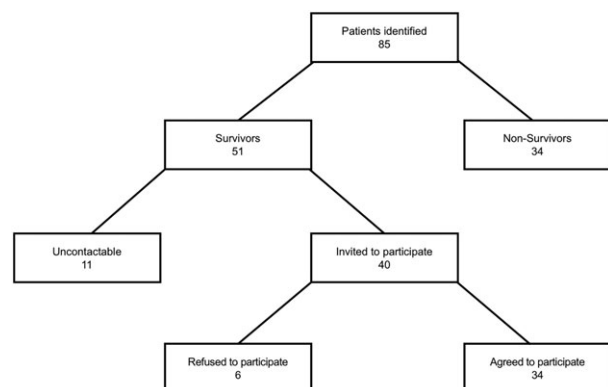 Patients identified
85
Survivors
51
Non-Survivors
34
Uncontactable
11
Invited to participate
40
Refused to participate
6
Agreed to participate
34